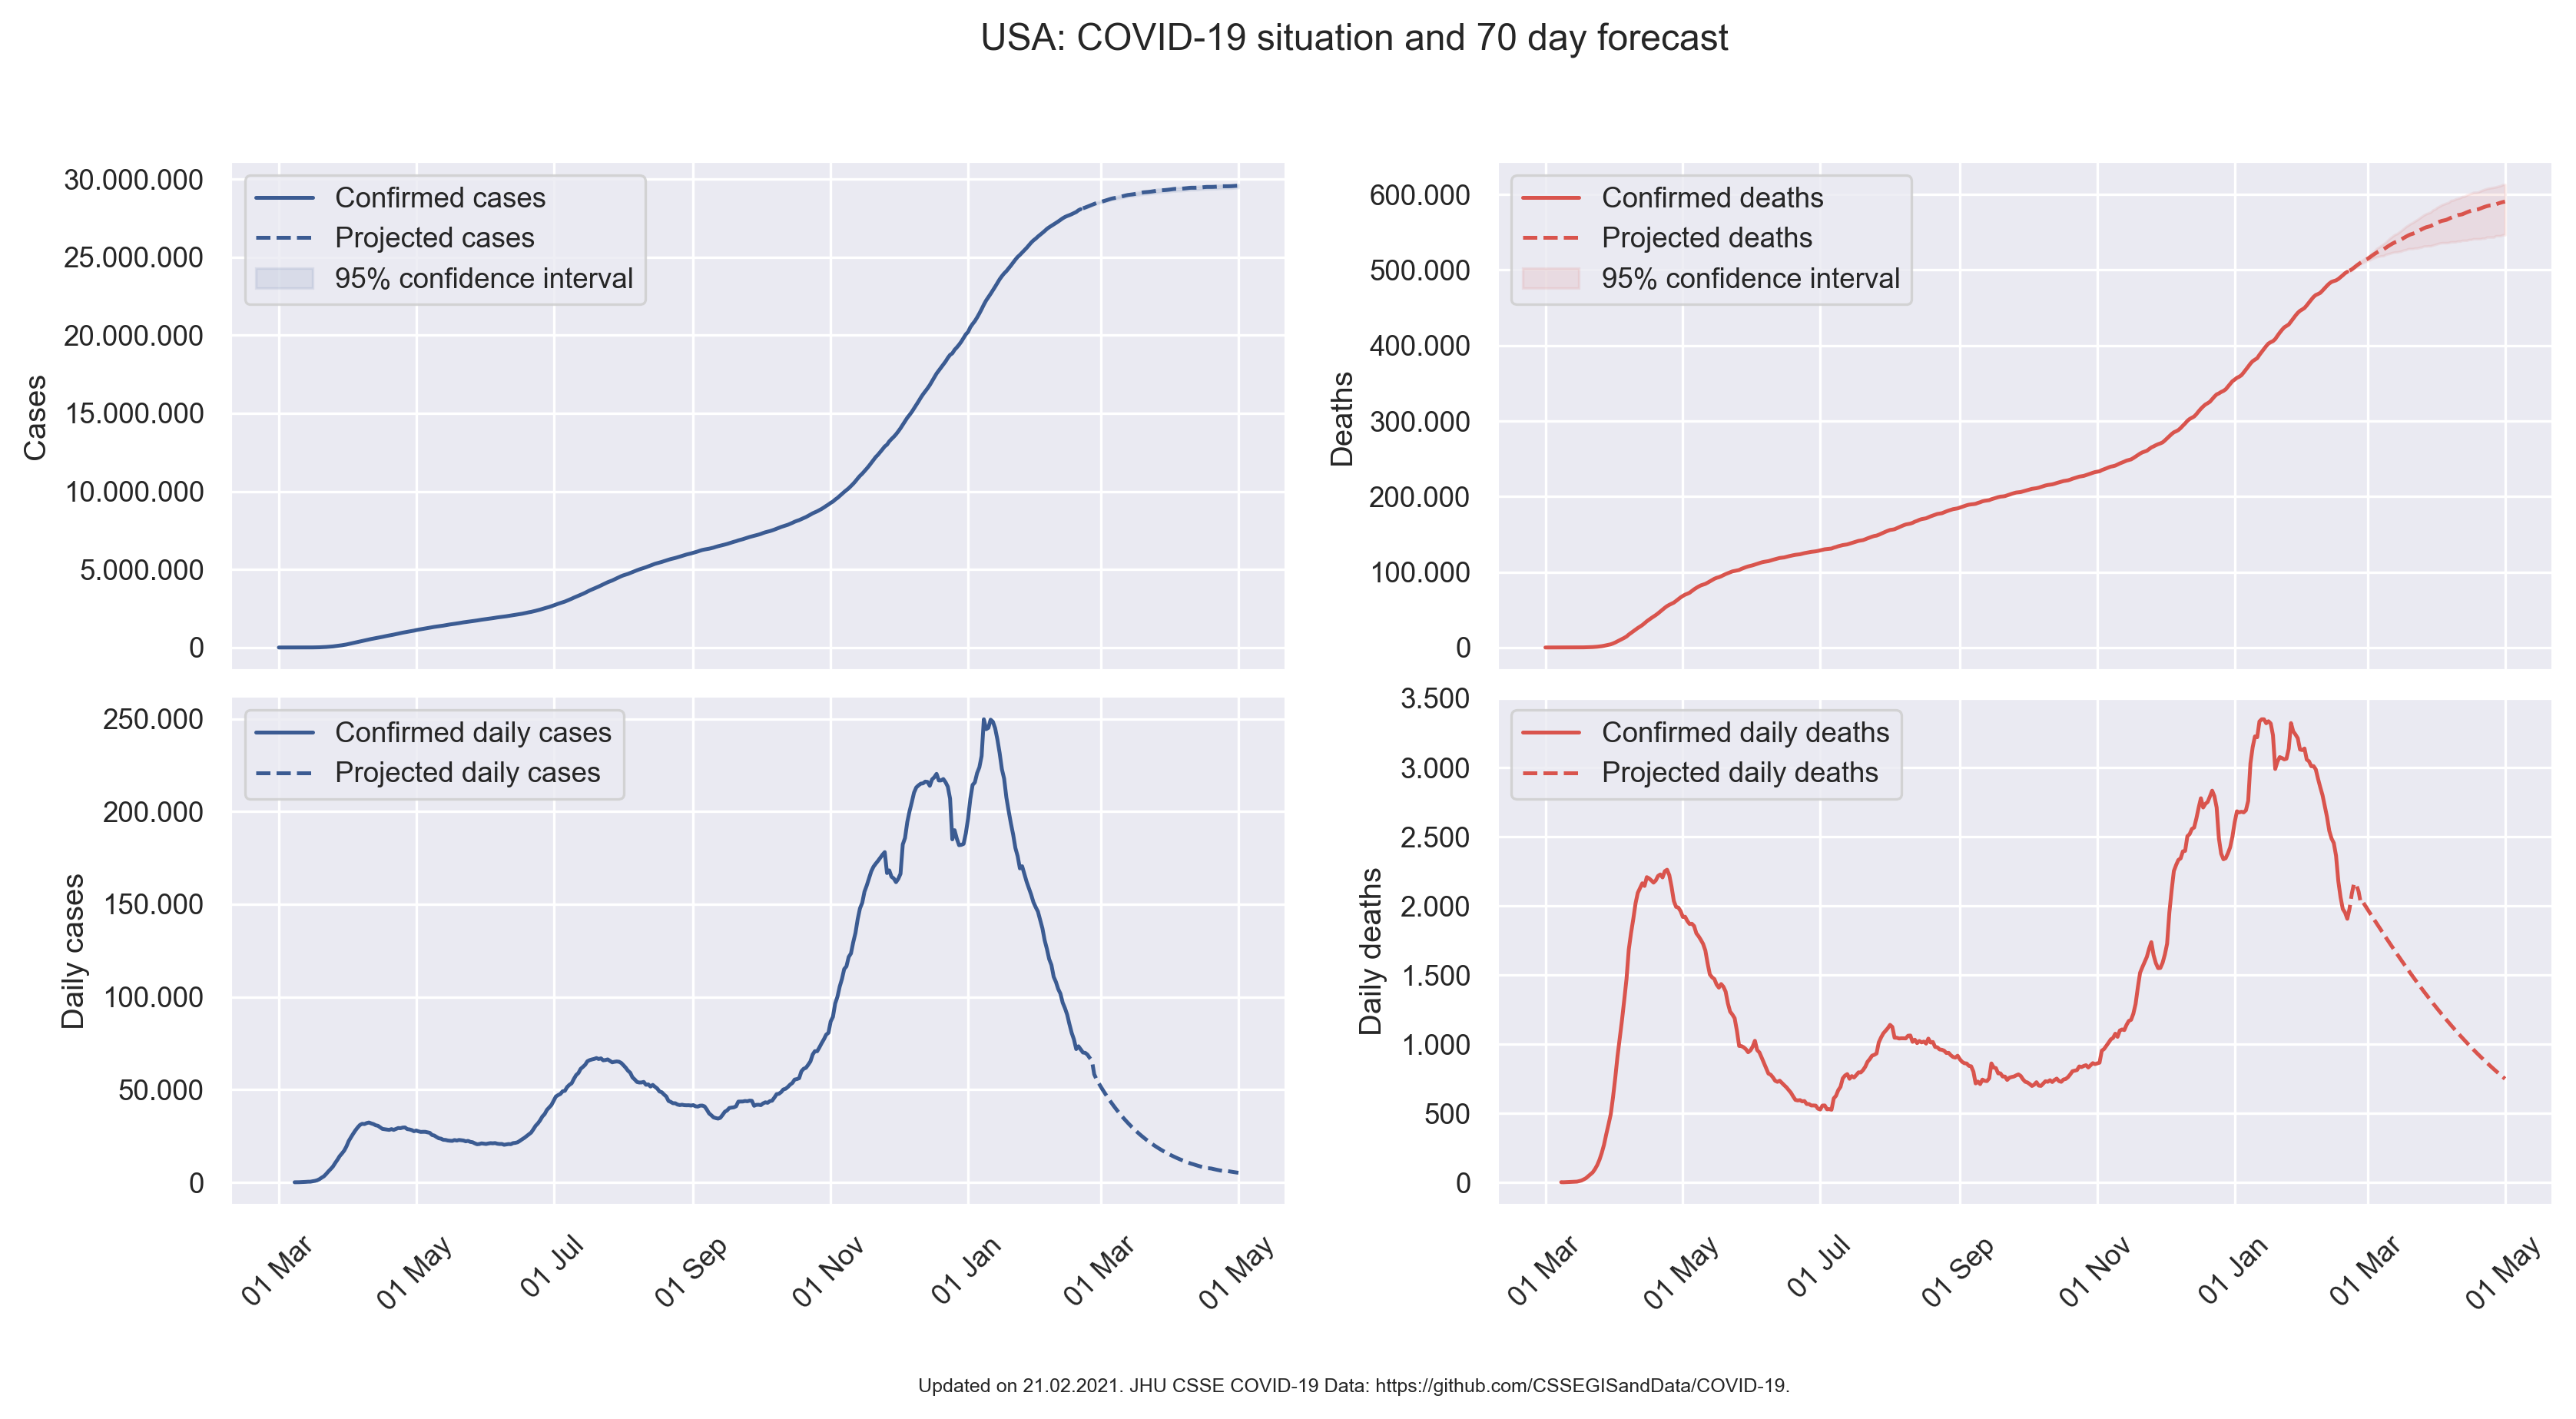 USA: COVID-19 situation and 70 day forecast
30.000.000
25.000.000
20.000.000
15.000.000
10.000.000
5.000.000
0
Cases
Confirmed cases
Projected cases
95% confidence interval
600.000
500.000
400.000
300.000
200.000
100.000
0
Deaths
Confirmed deaths
Projected deaths
95% confidence interval
250.000
200.000
150.000
100.000
50.000
0
Daily cases
Confirmed daily cases
Projected daily cases
01 Mar
01 May
01 Jul
01 Sep
01 Nov
01 Jan
01 Mar
01 May
3.500
3.000
2.500
2.000
1.500
1.000
500
0
Daily deaths
Confirmed daily deaths
Projected daily deaths
01 Mar
01 May
01 Jul
01 Sep
01 Nov
01 Jan
01 Mar
01 May
Updated on 21.02.2021. JHU CSSE COVID-19 Data: https://github.com/CSSEGISandData/COVID-19.